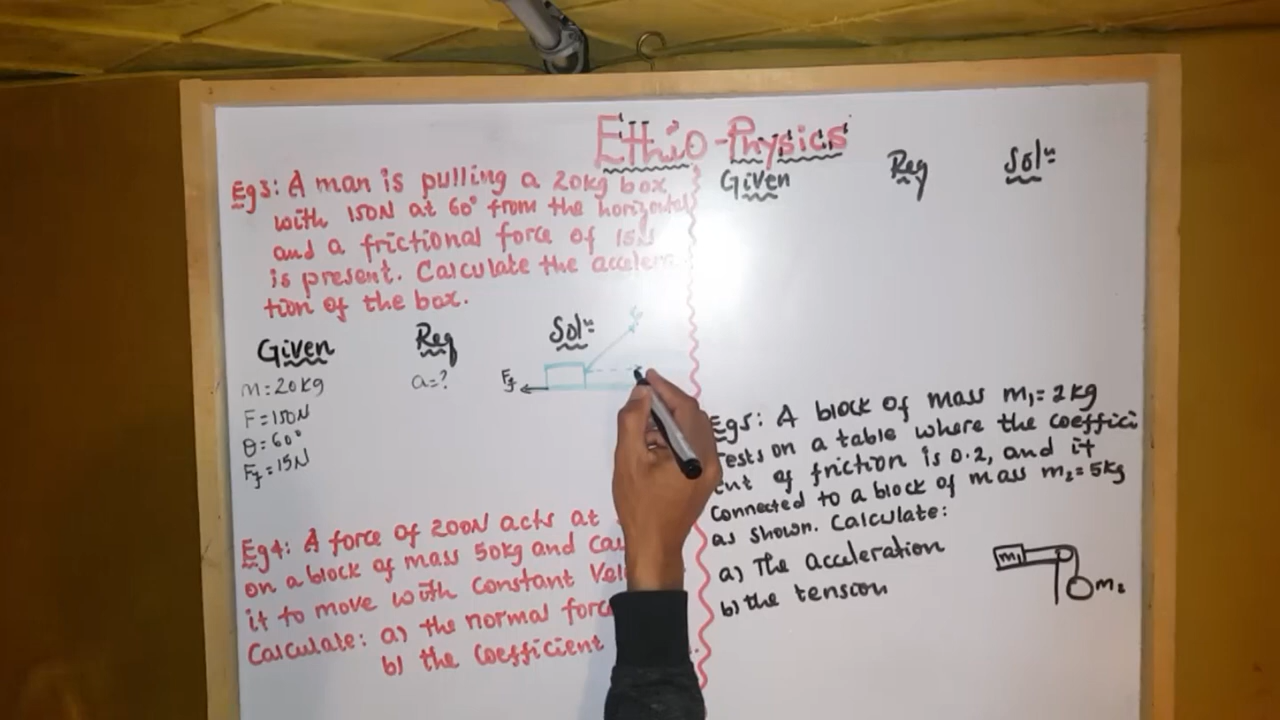 Ethio-Physics
Eg3: A man is pulling a 20kg box
with 150N at 60° from the horizontal
and a frictional force of 15N
is present. Calculate the accelera
tion of the box.
Given Req Solⁿ
m=20kg a=?
F=150N
θ=60°
Ff=15N
Ff
Eg4: A force of 200N acts at
on a block of mass 50kg and
it to move with constant
Calculate: a) the normal
b) the coefficient
Given Req Solⁿ
Eg5: A block of mass m₁=2kg
rests on a table where the coeffici
ent of friction is 0.2, and it
connected to a block of mass m₂=5kg
as shown. Calculate:
a) The acceleration
b) the tension
m₁
m₂